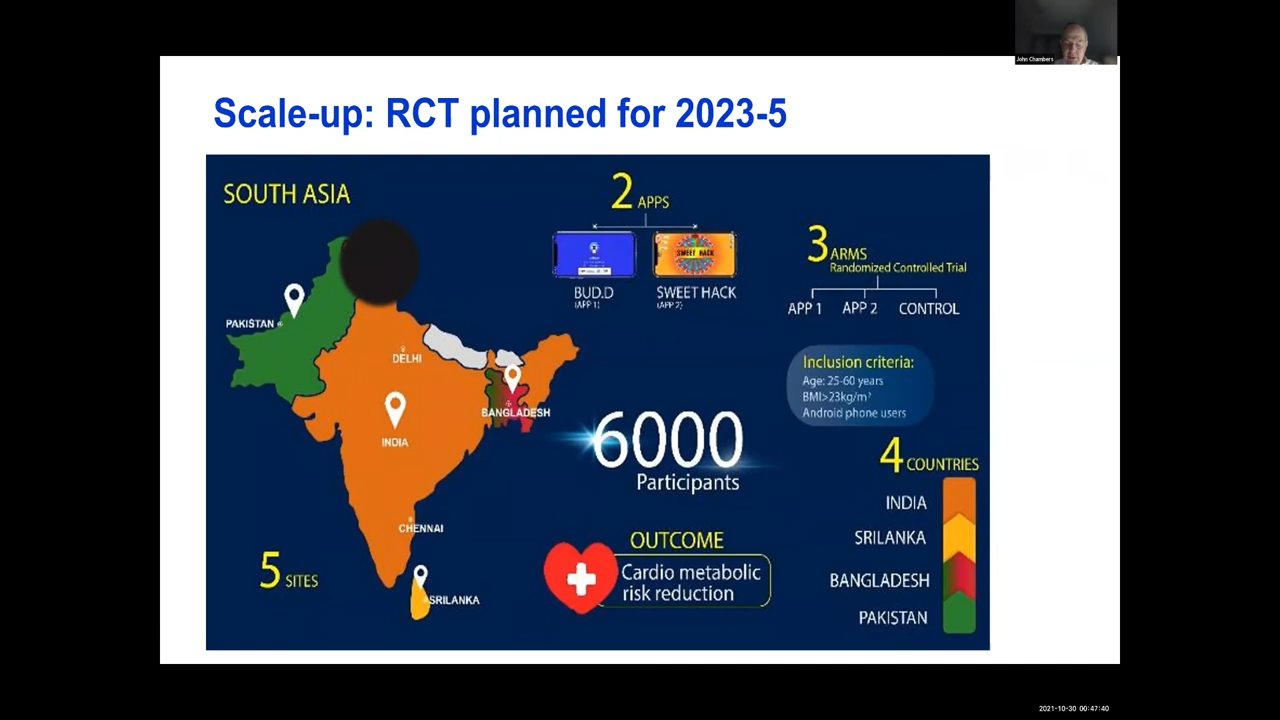 John Chambers
Scale-up: RCT planned for 2023-5
SOUTH ASIA
2 APPS
SWEET HACK
BUD.D
(APP 1)
SWEET HACK
(APP 2)
3 ARMS
Randomized Controlled Trial
APP 1
APP 2
CONTROL
PAKISTAN
DELHI
INDIA
BANGLADESH
CHENNAI
SRILANKA
5 SITES
6000
Participants
Inclusion criteria:
Age: 25-60 years
BMI>23kg/m²
Android phone users
OUTCOME
Cardio metabolic
risk reduction
4 COUNTRIES
INDIA
SRILANKA
BANGLADESH
PAKISTAN
2021-10-30 00:47:40